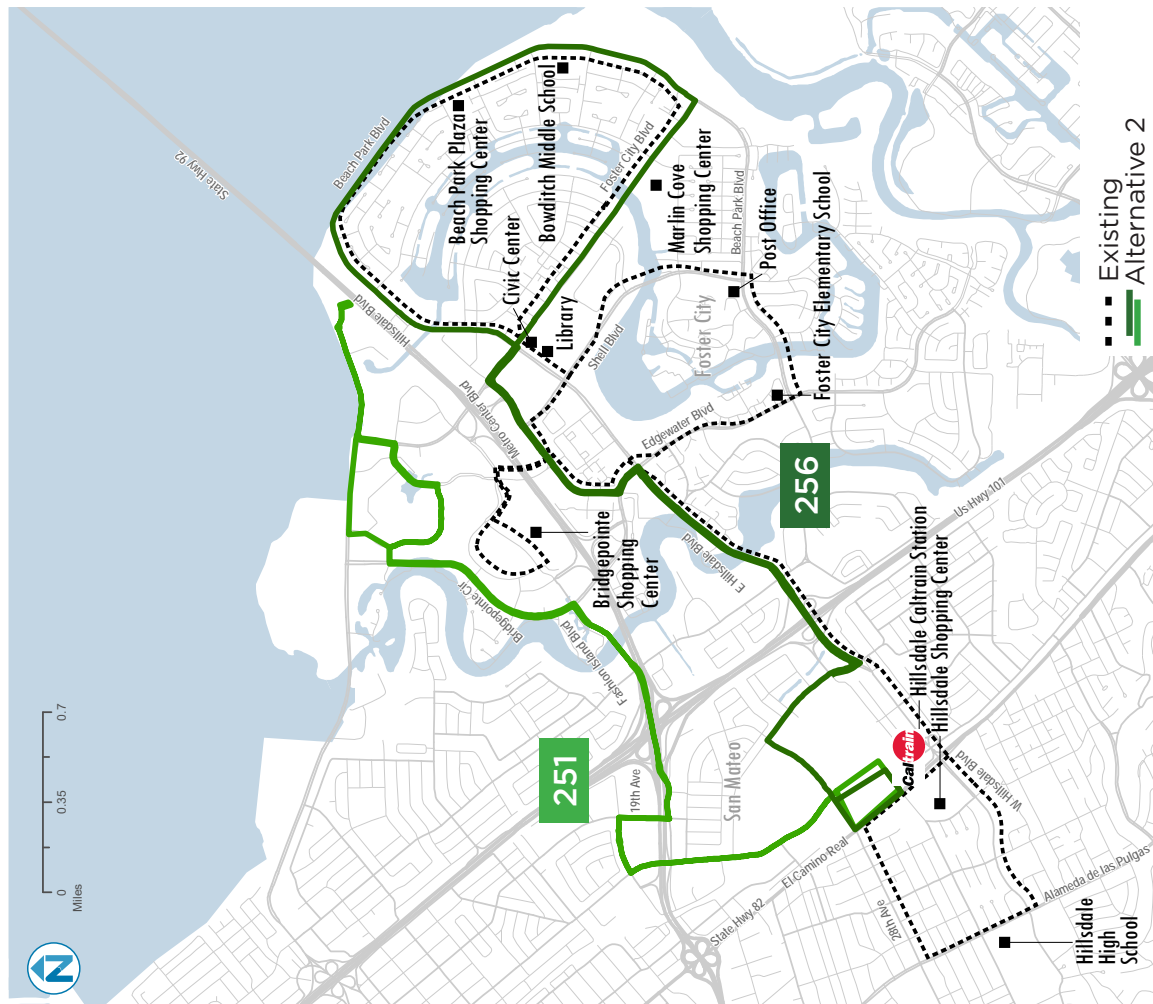 State Hwy 92
Beach Park Blvd
Beach Park Plaza
Shopping Center
Bowditch Middle School
Foster City Blvd
Civic Center
Library
Marlin Cove
Shopping Center
Beach Park Blvd
Post Office
Foster City Elementary School
Foster City
Shell Blvd
Hillsdale Blvd
Metro Center Blvd
Edgewater Blvd
Bridgepointe
Shopping
Center
Bridgepointe Cir
Fashion Island Blvd
E Hillsdale Blvd
256
Us Hwy 101
251
19th Ave
San Mateo
Hillsdale Caltrain Station
Hillsdale Shopping Center
Caltrain
W Hillsdale Blvd
El Camino Real
State Hwy 82
28th Ave
Alameda de las Pulgas
Hillsdale
High
School
0 0.35 0.7
Miles
N
Existing
Alternative 2